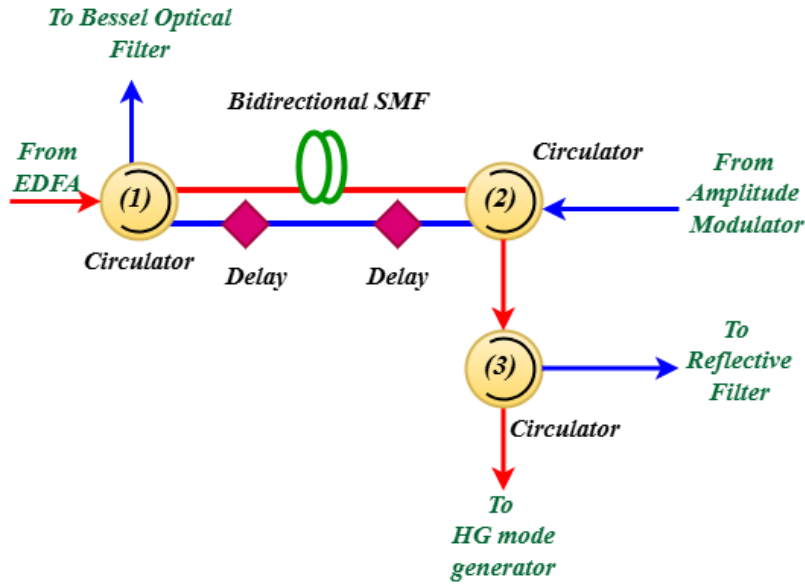 To Bessel Optical
Filter
Bidirectional SMF
Circulator
From
EDFA
From
Amplitude
Modulator
(1)
(2)
Circulator
Delay
Delay
To
Reflective
Filter
(3)
Circulator
To
HG mode
generator